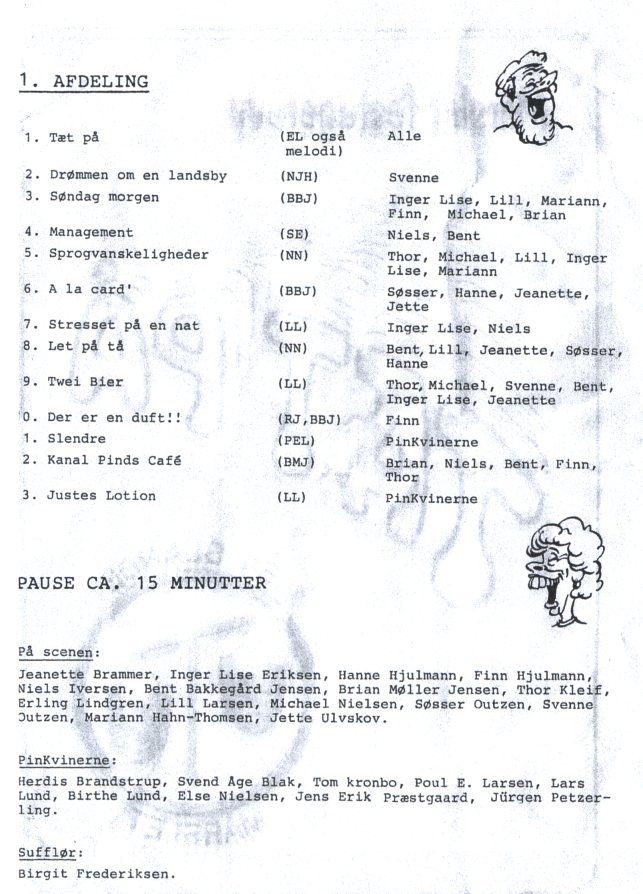 1. AFDELING
1. Tæt på (EL også Alle
melodi)
2. Drømmen om en landsby (NJH) Svenne
3. Søndag morgen (BBJ) Inger Lise, Lill, Mariann,
Finn, Michael, Brian
4. Management (SE) Niels, Bent
5. Sprogvanskeligheder (NN) Thor, Michael, Lill, Inger
Lise, Mariann
6. A la card' (BBJ) Søsser, Hanne, Jeanette,
Jette
7. Stresset på en nat (LL) Inger Lise, Niels
8. Let på tå (NN) Bent, Lill, Jeanette, Søsser,
Hanne
9. Twei Bier (LL) Thor, Michael, Svenne, Bent,
Inger Lise, Jeanette
0. Der er en duft!! (RJ,BBJ) Finn
1. Slendre (PEL) PinKvinerne
2. Kanal Pinds Café (BMJ) Brian, Niels, Bent, Finn,
Thor
3. Justes Lotion (LL) PinKvinerne
PAUSE CA. 15 MINUTTER
På scenen:
Jeanette Brammer, Inger Lise Eriksen, Hanne Hjulmann, Finn Hjulmann,
Niels Iversen, Bent Bakkegård Jensen, Brian Møller Jensen, Thor Kleif,
Erling Lindgren, Lill Larsen, Michael Nielsen, Søsser Outzen, Svenne
Outzen, Mariann Hahn-Thomsen, Jette Ulvskov.
PinKvinerne:
Herdis Brandstrup, Svend Age Blak, Tom kronbo, Poul E. Larsen, Lars
Lund, Birthe Lund, Else Nielsen, Jens Erik Præstgaard, Jürgen Petzer-
ling.
Sufflør:
Birgit Frederiksen.